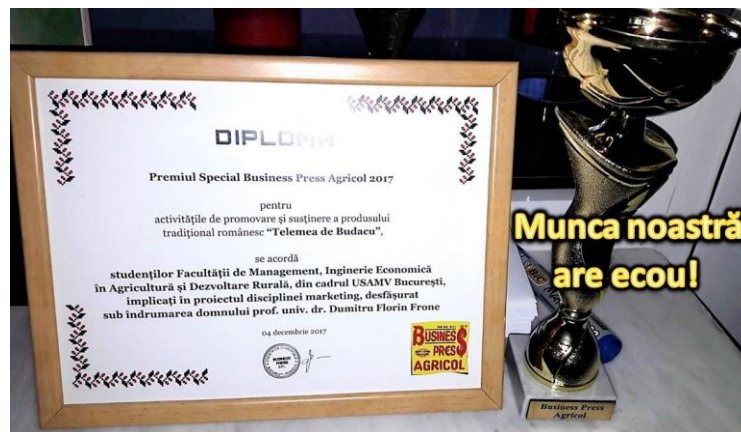 DIPLOMA
Premiul Special Business Press Agricol 2017
pentru
activitățile de promovare și susținere a produsului
tradițional românesc “Telemea de Budacu”,
se acordă
studenților Facultății de Management, Inginerie Economică
în Agricultură și Dezvoltare Rurală, din cadrul USAMV București,
implicați în proiectul disciplinei marketing, desfășurat
sub îndrumarea domnului prof. univ. dr. Dumitru Florin Frone
04 decembrie 2017
BUSINESS
PRESS
AGRICOL
Munca noastră
are ecou!
BIC
Business Press
Agricol